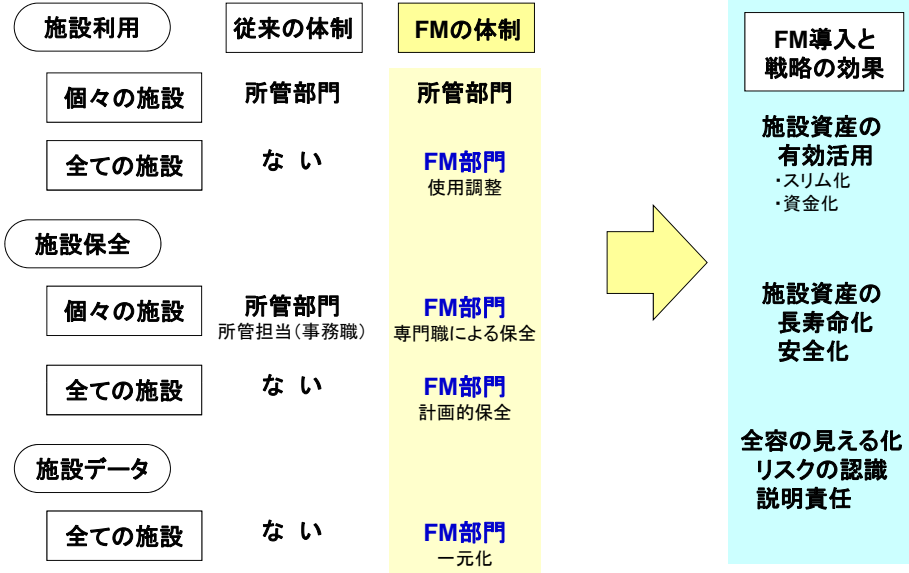 施設利用
従来の体制
FMの体制
FM導入と
戦略の効果
個々の施設
所管部門
所管部門
施設資産の
有効活用
・スリム化
・資金化
全ての施設
な い
FM部門
使用調整
施設保全
個々の施設
所管部門
所管担当(事務職)
FM部門
専門職による保全
施設資産の
長寿命化
安全化
全ての施設
な い
FM部門
計画的保全
施設データ
全容の見える化
リスクの認識
説明責任
全ての施設
な い
FM部門
一元化